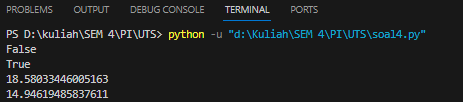 PROBLEMS OUTPUT DEBUG CONSOLE TERMINAL PORTS
PS D:\kuliah\SEM 4\PI\UTS> python -u "d:\Kuliah\SEM 4\PI\UTS\soal4.py"
False
True
18.58033446005163
14.94619485837611